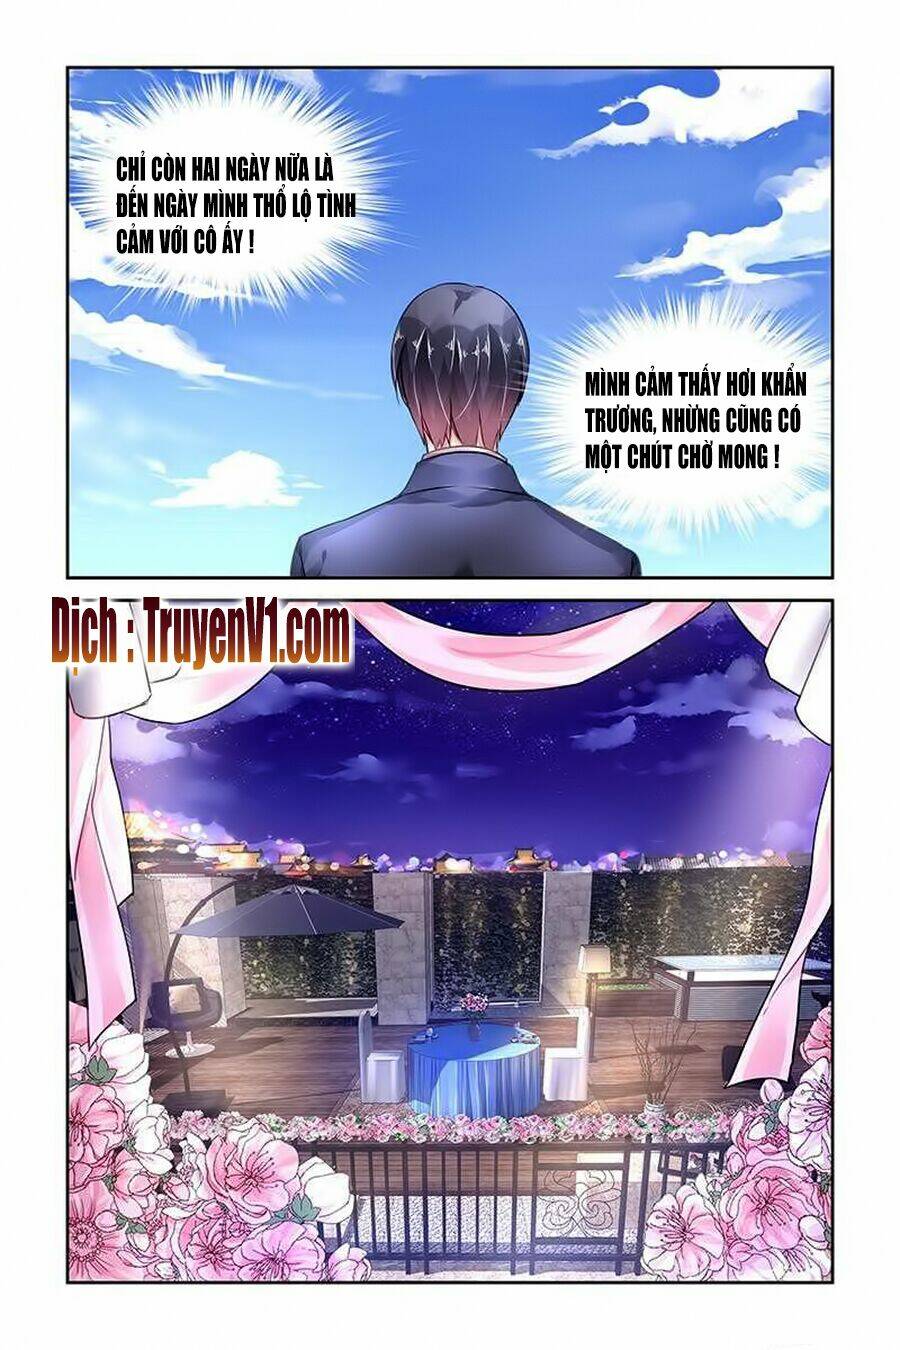 CHỈ CÒN HAI NGÀY NỮA LÀ
ĐẾN NGÀY MÌNH THỔ LỘ TÌNH
CẢM VỚI CÔ ẤY !
MÌNH CẢM THẤY HƠI KHẨN
TRƯƠNG, NHỪNG CŨNG CÓ
MỘT CHÚT CHỜ MONG !
Dịch : TruyenV1.com